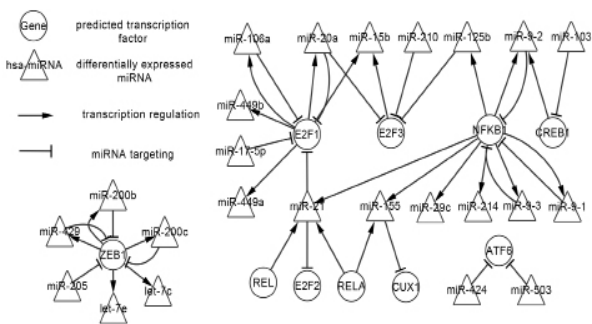 Gene
predicted transcription
factor
hsa-miRNA
differentially expressed
miRNA
transcription regulation
miRNA targeting
miR-200b
miR-429
miR-200c
ZEB1
miR-205
let-7c
let-7e
miR-106a
miR-20a
miR-15b
miR-210
miR-125b
miR-9-2
miR-103
miR-449b
E2F1
E2F3
NFKB1
CREB1
miR-17-5p
miR-449a
miR-21
miR-155
miR-29c
miR-214
miR-9-3
miR-9-1
REL
E2F2
RELA
CUX1
ATF6
miR-424
miR-503